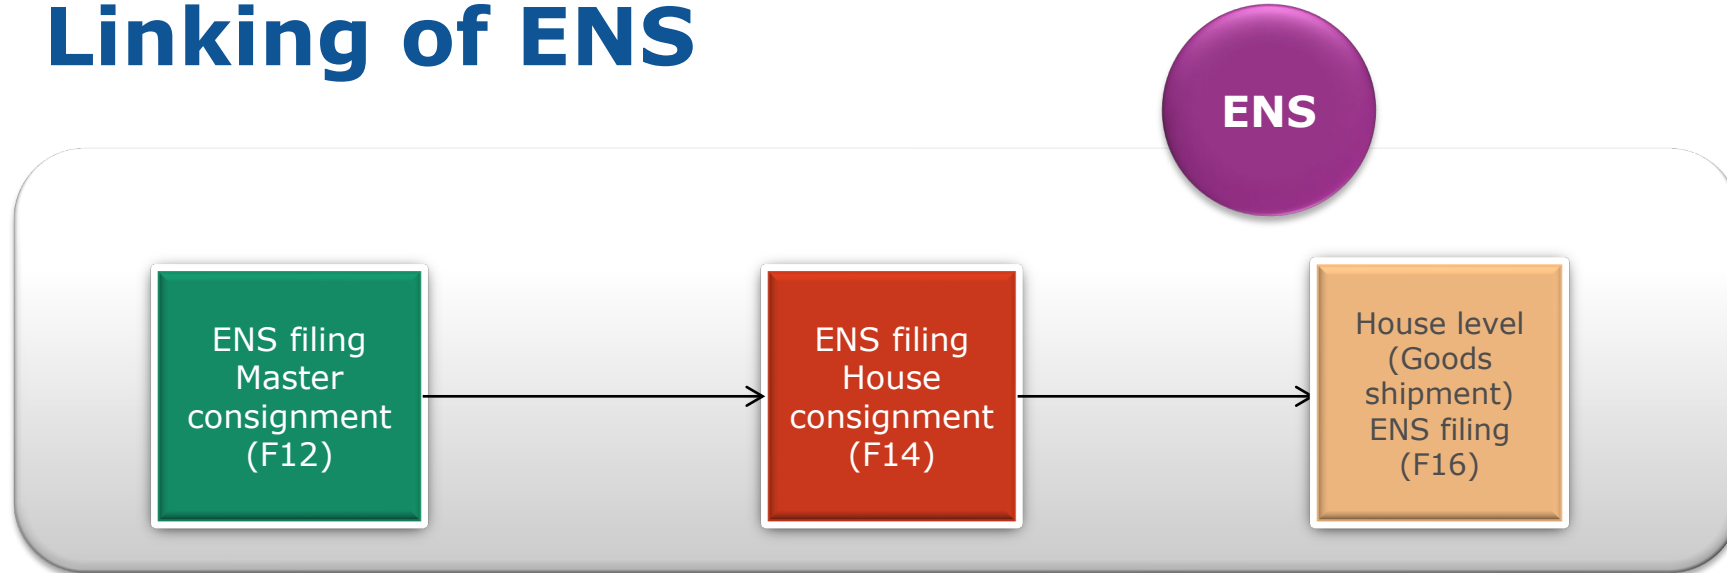 Linking of ENS
ENS
ENS filing
Master
consignment
(F12)
ENS filing
House
consignment
(F14)
House level
(Goods
shipment)
ENS filing
(F16)